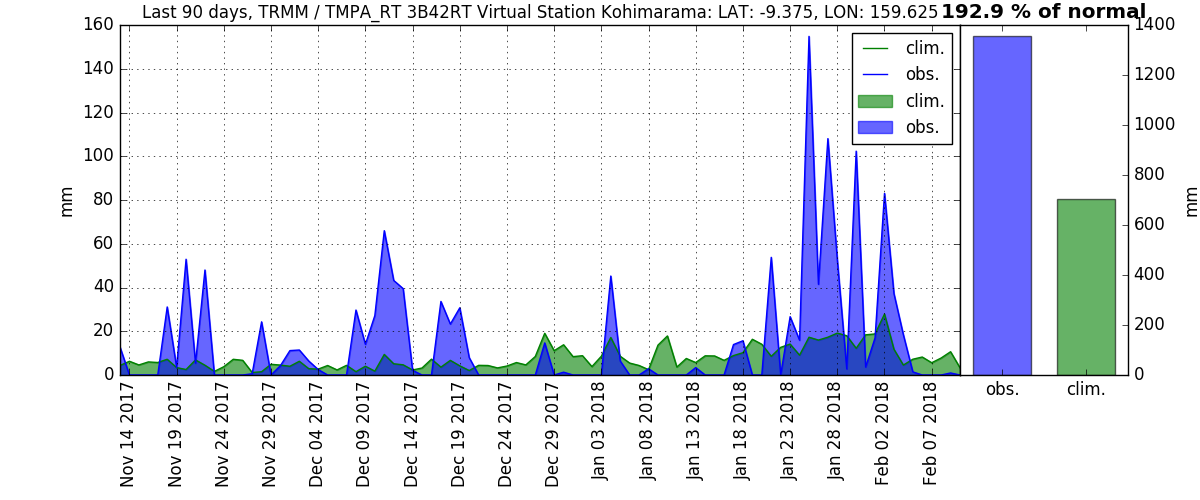 Last 90 days, TRMM / TMPA_RT 3B42RT Virtual Station Kohimarama: LAT: -9.375, LON: 159.625
192.9 % of normal
160
140
120
100
80
60
40
20
0
mm
clim.
obs.
clim.
obs.
1400
1200
1000
800
600
400
200
0
mm
Nov 14 2017
Nov 19 2017
Nov 24 2017
Nov 29 2017
Dec 04 2017
Dec 09 2017
Dec 14 2017
Dec 19 2017
Dec 24 2017
Dec 29 2017
Jan 03 2018
Jan 08 2018
Jan 13 2018
Jan 18 2018
Jan 23 2018
Jan 28 2018
Feb 02 2018
Feb 07 2018
obs.
clim.